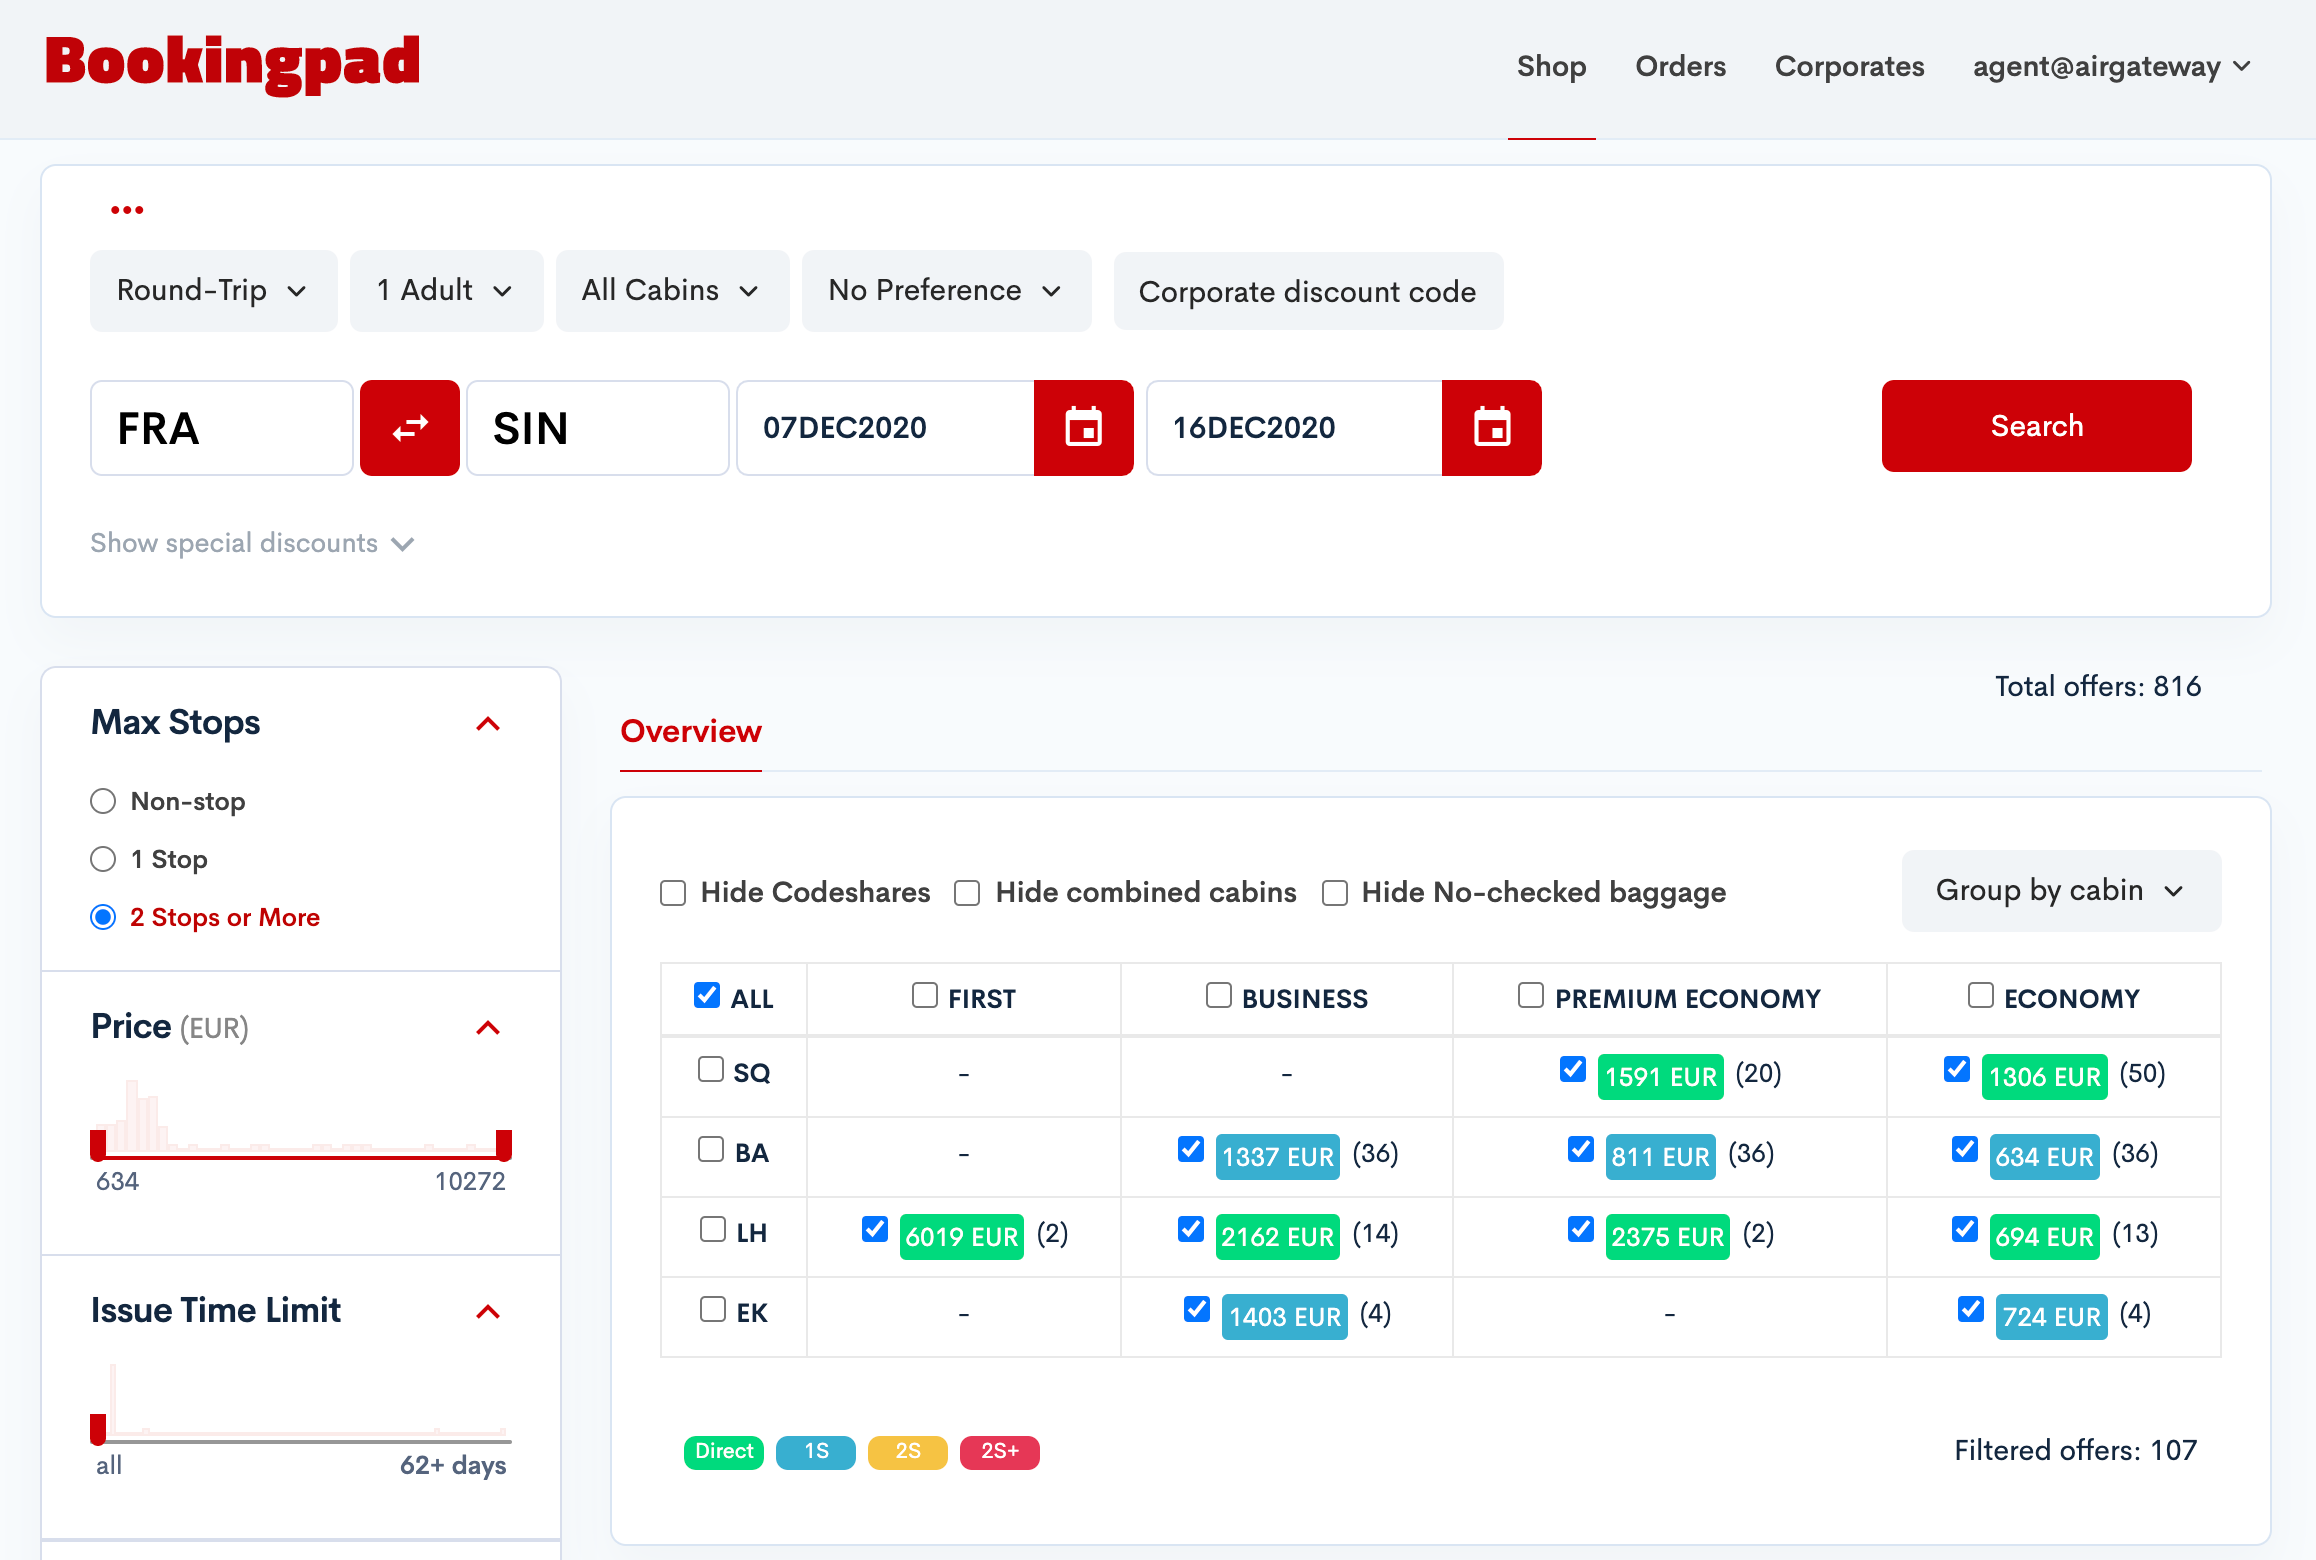 Bookingpad
Shop Orders Corporates agent@airgateway
Round-Trip 1 Adult All Cabins No Preference Corporate discount code
FRA SIN 07DEC2020 16DEC2020 Search
Show special discounts
Max Stops
Non-stop
1 Stop
2 Stops or More
Price (EUR)
634 10272
Issue Time Limit
all 62+ days
Total offers: 816
Overview
Hide Codeshares Hide combined cabins Hide No-checked baggage Group by cabin
ALL FIRST BUSINESS PREMIUM ECONOMY ECONOMY
SQ - - 1591 EUR (20) 1306 EUR (50)
BA - 1337 EUR (36) 811 EUR (36) 634 EUR (36)
LH 6019 EUR (2) 2162 EUR (14) 2375 EUR (2) 694 EUR (13)
EK - 1403 EUR (4) - 724 EUR (4)
Direct 1S 2S 2S+ Filtered offers: 107